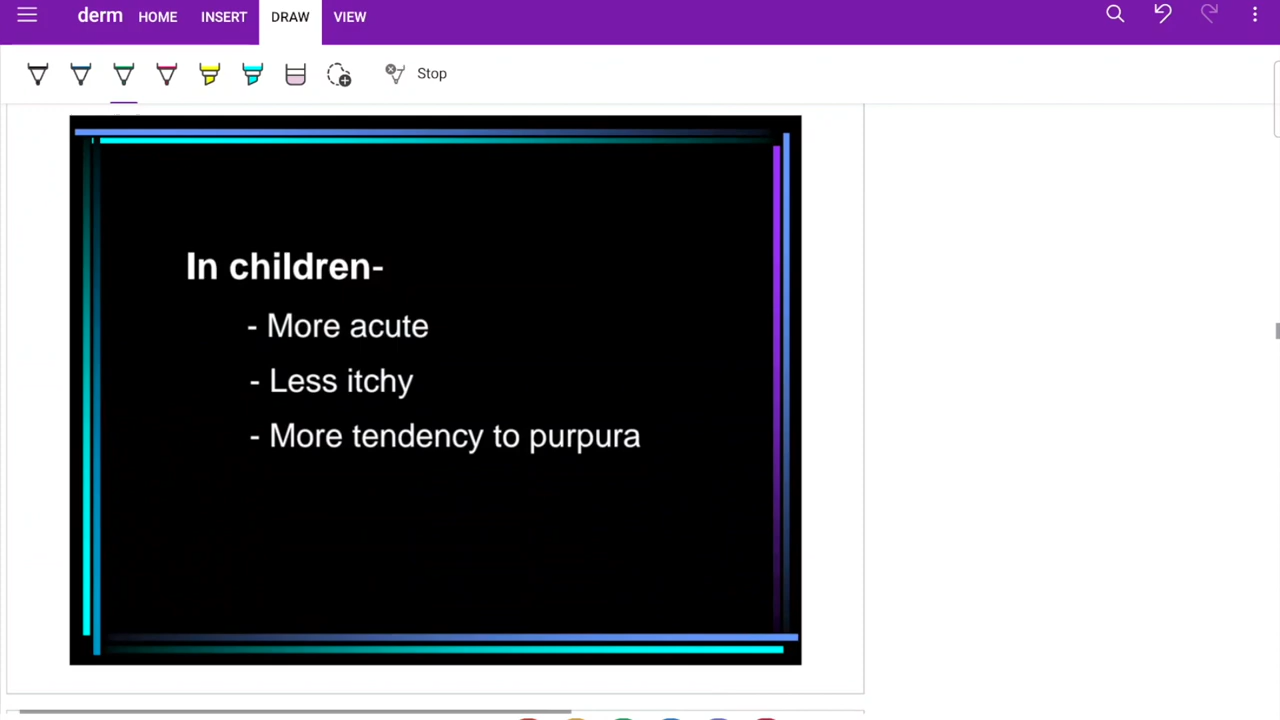 derm HOME INSERT DRAW VIEW
Stop
In children-
- More acute
- Less itchy
- More tendency to purpura